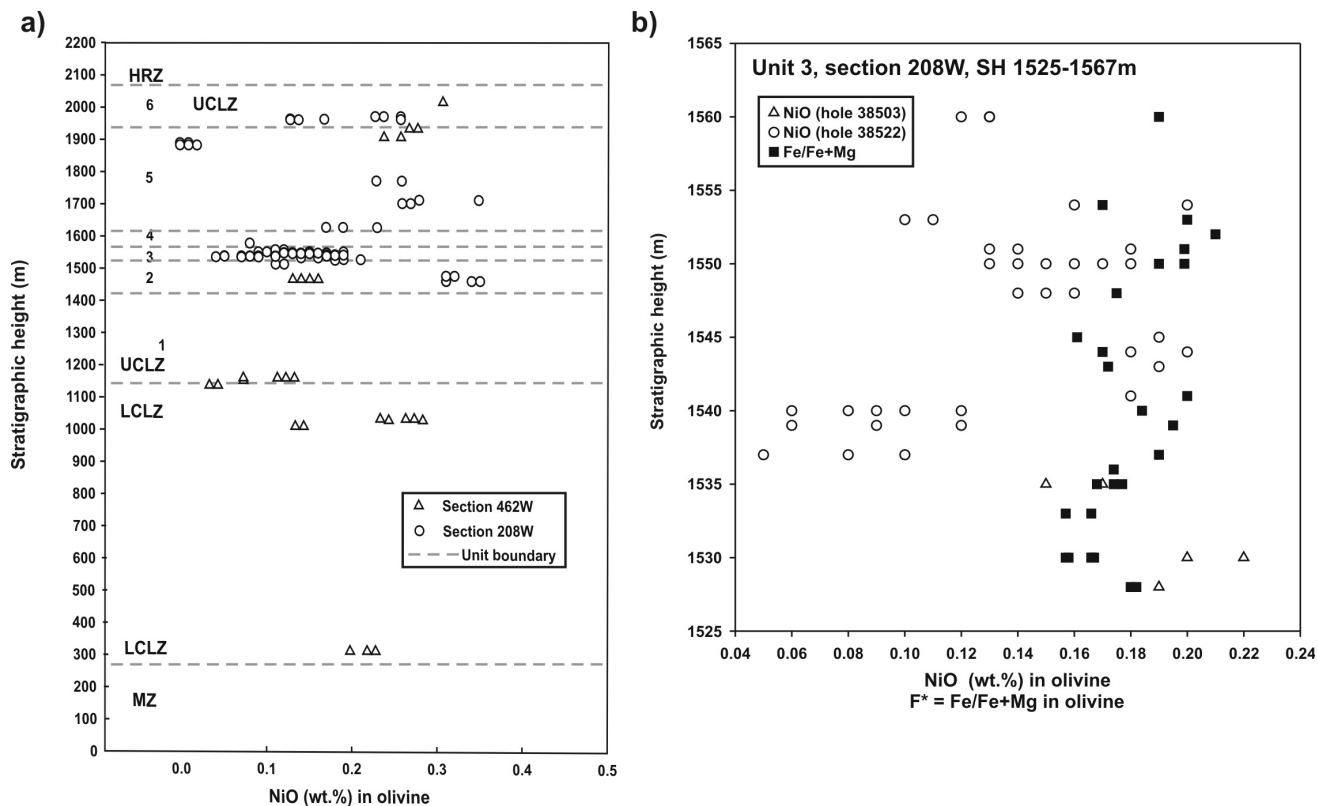 a)
2200
2100
2000
1900
1800
1700
1600
1500
1400
1300
1200
1100
1000
900
800
700
600
500
400
300
200
100
0
Stratigraphic height (m)
HRZ
6 UCLZ
5
4
3
2
1
UCLZ
LCLZ
LCLZ
MZ
Section 462W
Section 208W
Unit boundary
0.0 0.1 0.2 0.3 0.4 0.5
NiO (wt.%) in olivine
b)
1565
1560
1555
1550
1545
1540
1535
1530
1525
Stratigraphic height (m)
Unit 3, section 208W, SH 1525-1567m
NiO (hole 38503)
NiO (hole 38522)
Fe/Fe+Mg
0.04 0.06 0.08 0.10 0.12 0.14 0.16 0.18 0.20 0.22 0.24
NiO (wt.%) in olivine
F* = Fe/Fe+Mg in olivine